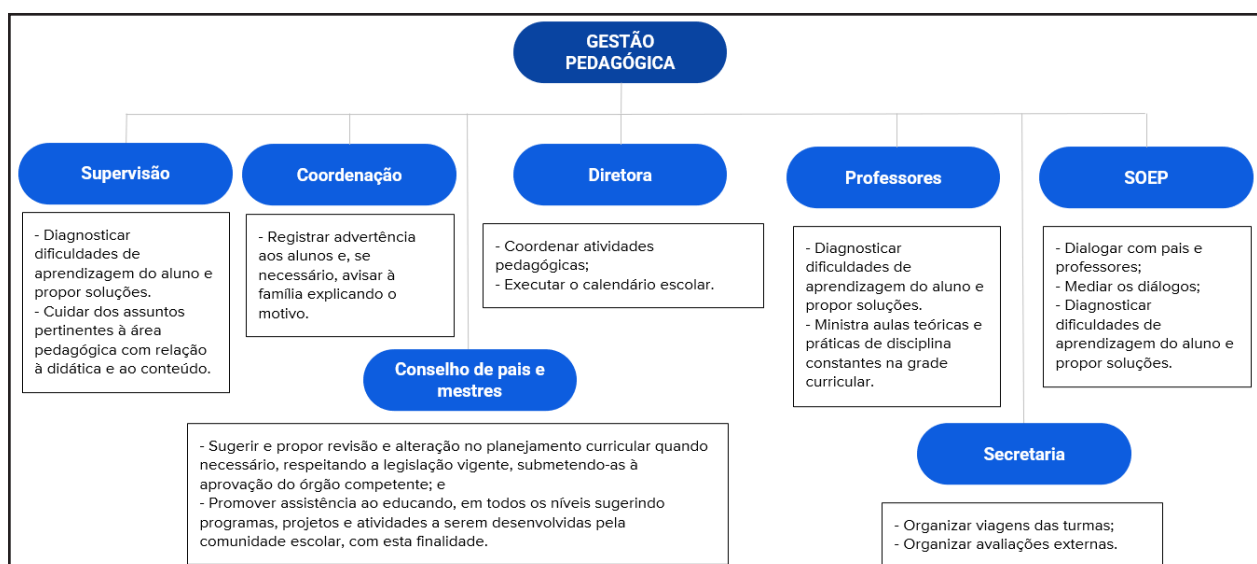 GESTÃO
PEDAGÓGICA
Supervisão
- Diagnosticar
dificuldades de
aprendizagem do aluno e
propor soluções.
- Cuidar dos assuntos
pertinentes à área
pedagógica com relação
à didática e ao conteúdo.
Coordenação
- Registrar advertência
aos alunos e, se
necessário, avisar à
família explicando o
motivo.
Diretora
- Coordenar atividades
pedagógicas;
- Executar o calendário escolar.
Professores
- Diagnosticar
dificuldades de
aprendizagem do aluno e
propor soluções.
- Ministra aulas teóricas e
práticas de disciplina
constantes na grade
curricular.
SOEP
- Dialogar com pais e
professores;
- Mediar os diálogos;
- Diagnosticar
dificuldades de
aprendizagem do aluno e
propor soluções.
Conselho de pais e
mestres
- Sugerir e propor revisão e alteração no planejamento curricular quando
necessário, respeitando a legislação vigente, submetendo-as à
aprovação do órgão competente; e
- Promover assistência ao educando, em todos os níveis sugerindo
programas, projetos e atividades a serem desenvolvidas pela
comunidade escolar, com esta finalidade.
Secretaria
- Organizar viagens das turmas;
- Organizar avaliações externas.